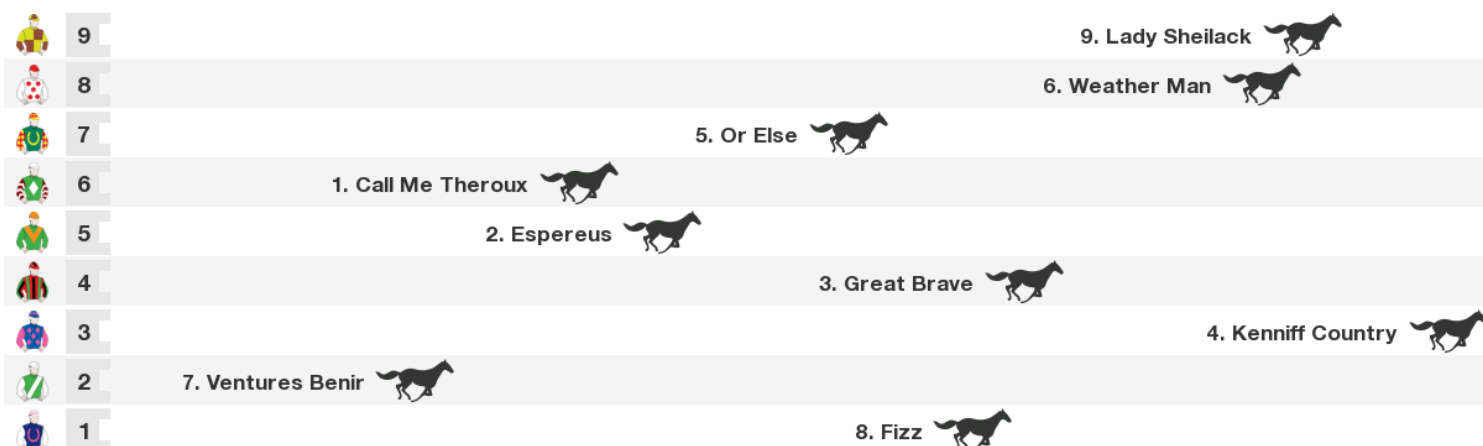 9 9. Lady Sheilack
8 6. Weather Man
7 5. Or Else
6 1. Call Me Theroux
5 2. Espereus
4 3. Great Brave
3 4. Kenniff Country
2 7. Ventures Benir
1 8. Fizz